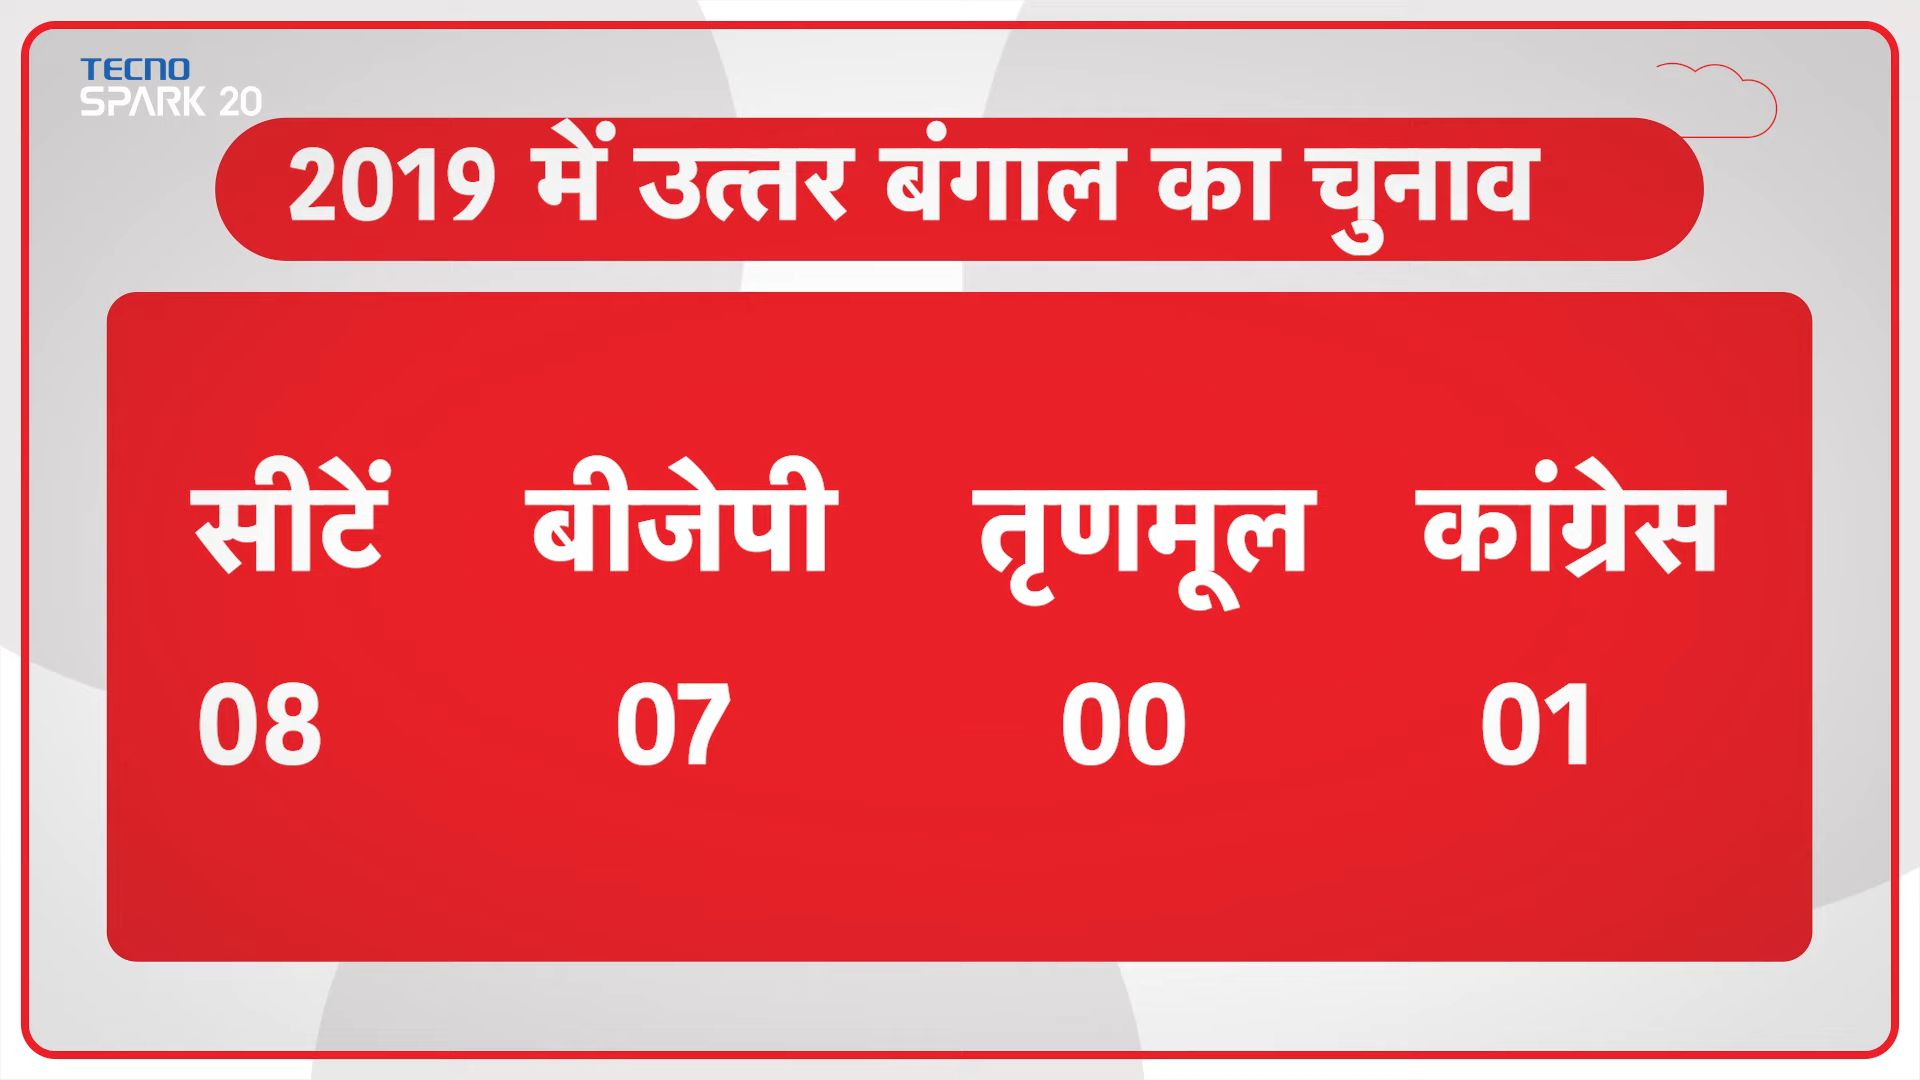 TECNO
SPARK 20
2019 में उत्तर बंगाल का चुनाव
सीटें बीजेपी तृणमूल कांग्रेस
08 07 00 01